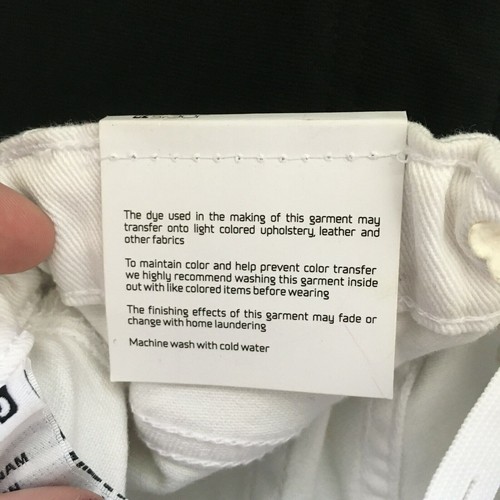 The dye used in the making of this garment may
transfer onto light colored upholstery, leather and
other fabrics
To maintain color and help prevent color transfer
we highly recommend washing this garment inside
out with like colored items before wearing
The finishing effects of this garment may fade or
change with home laundering
Machine wash with cold water